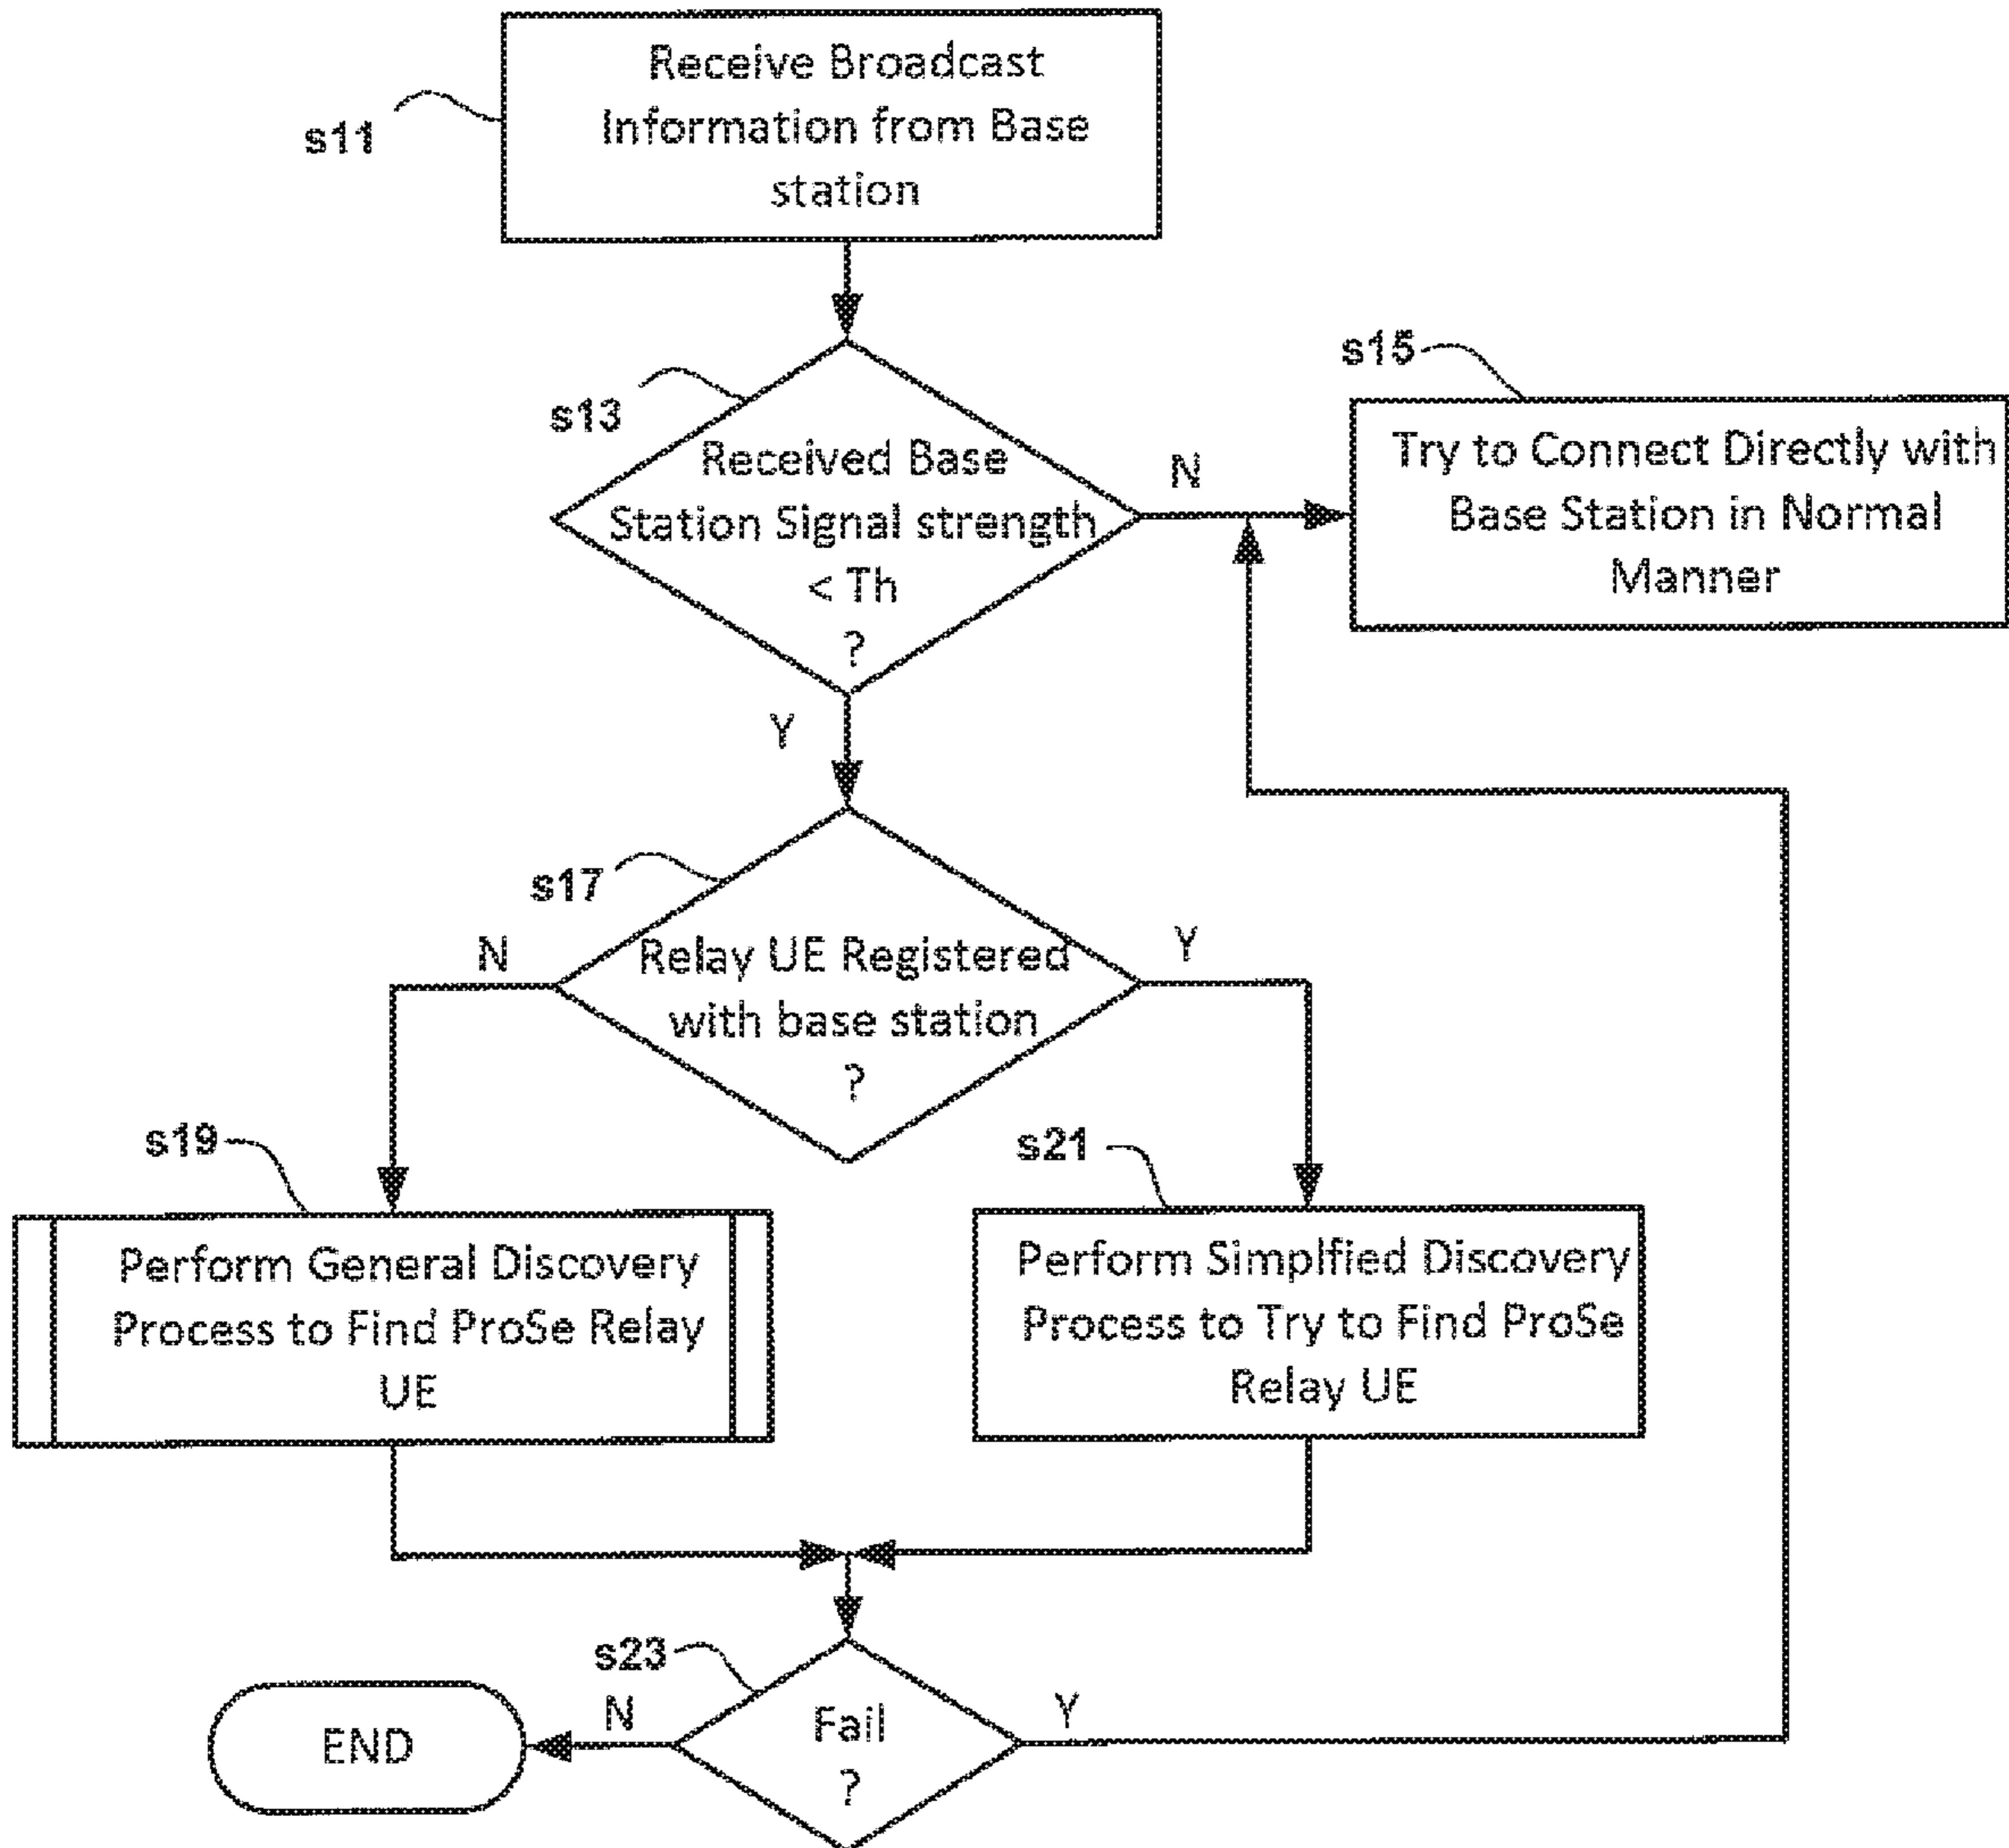 Receive Broadcast
Information from Base
station
s11
s15
s13
Try to Connect Directly with
Base Station in Normal
Manner
Received Base
Station Signal strength
< Th
?
N
Y
s17
Relay UE Registered
with base station
?
N
Y
s19
s21
Perform General Discovery
Process to Find ProSe Relay
UE
Perform Simplfied Discovery
Process to Try to Find ProSe
Relay UE
s23
Fail
?
N
Y
END